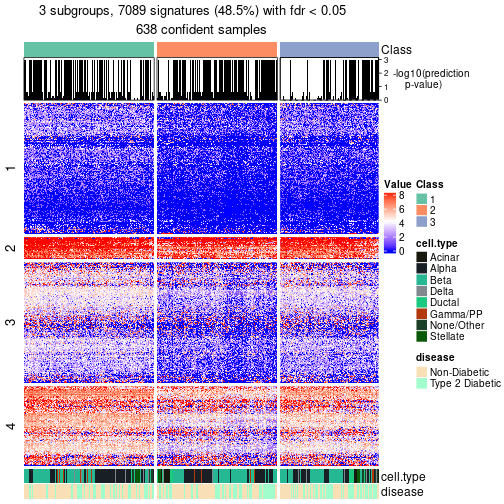 3 subgroups, 7089 signatures (48.5%) with fdr < 0.05
638 confident samples
Class
3
2
1
0
-log10(prediction
p-value)
1
2
3
4
Value
8
6
4
2
0
Class
1
2
3
cell.type
Acinar
Alpha
Beta
Delta
Ductal
Gamma/PP
None/Other
Stellate
disease
Non-Diabetic
Type 2 Diabetic
cell.type
disease